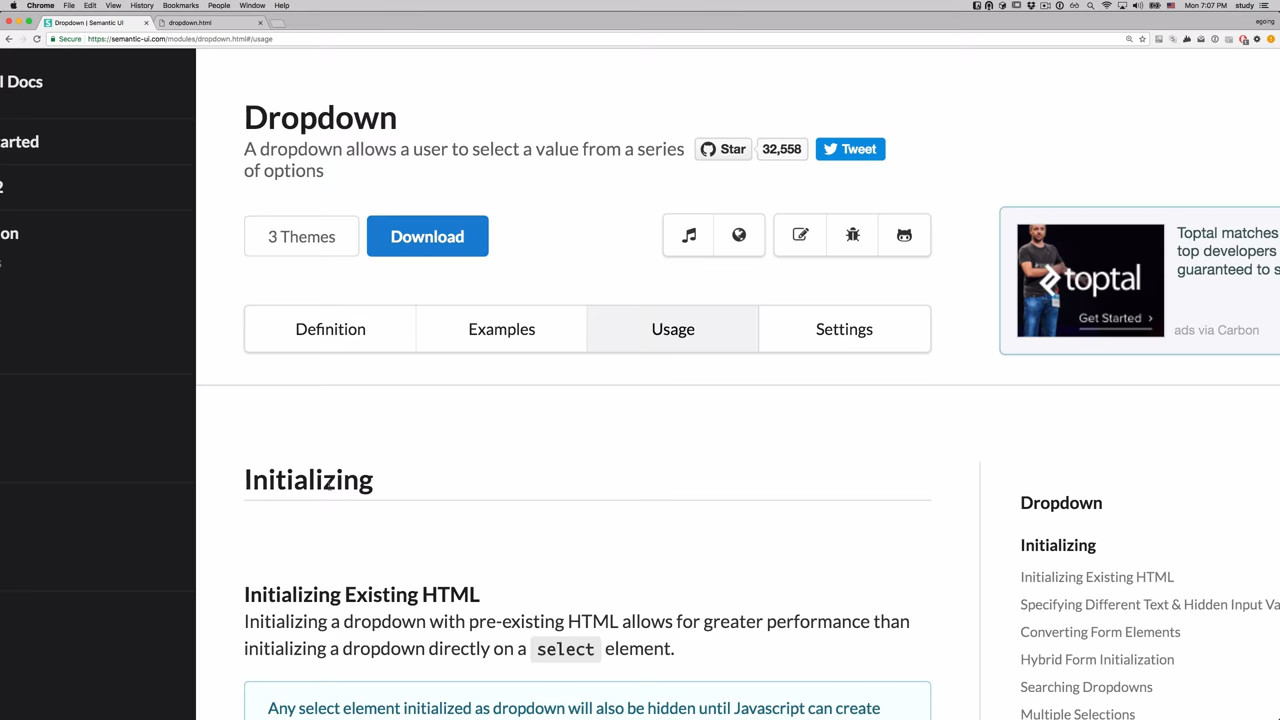 Chrome File Edit View History Bookmarks People Window Help
Mon 7:07 PM study
Dropdown | Semantic UI
dropdown.html
egoing
Secure https://semantic-ui.com/modules/dropdown.html#/usage
l Docs
arted
2
on
s
Dropdown
A dropdown allows a user to select a value from a series
of options
Star 32,558 Tweet
3 Themes Download
Toptal matches
top developers
guaranteed to s
toptal
Get Started
ads via Carbon
Definition Examples Usage Settings
Initializing
Initializing Existing HTML
Initializing a dropdown with pre-existing HTML allows for greater performance than
initializing a dropdown directly on a select element.
Any select element initialized as dropdown will also be hidden until Javascript can create
Dropdown
Initializing
Initializing Existing HTML
Specifying Different Text & Hidden Input Va
Converting Form Elements
Hybrid Form Initialization
Searching Dropdowns
Multiple Selections